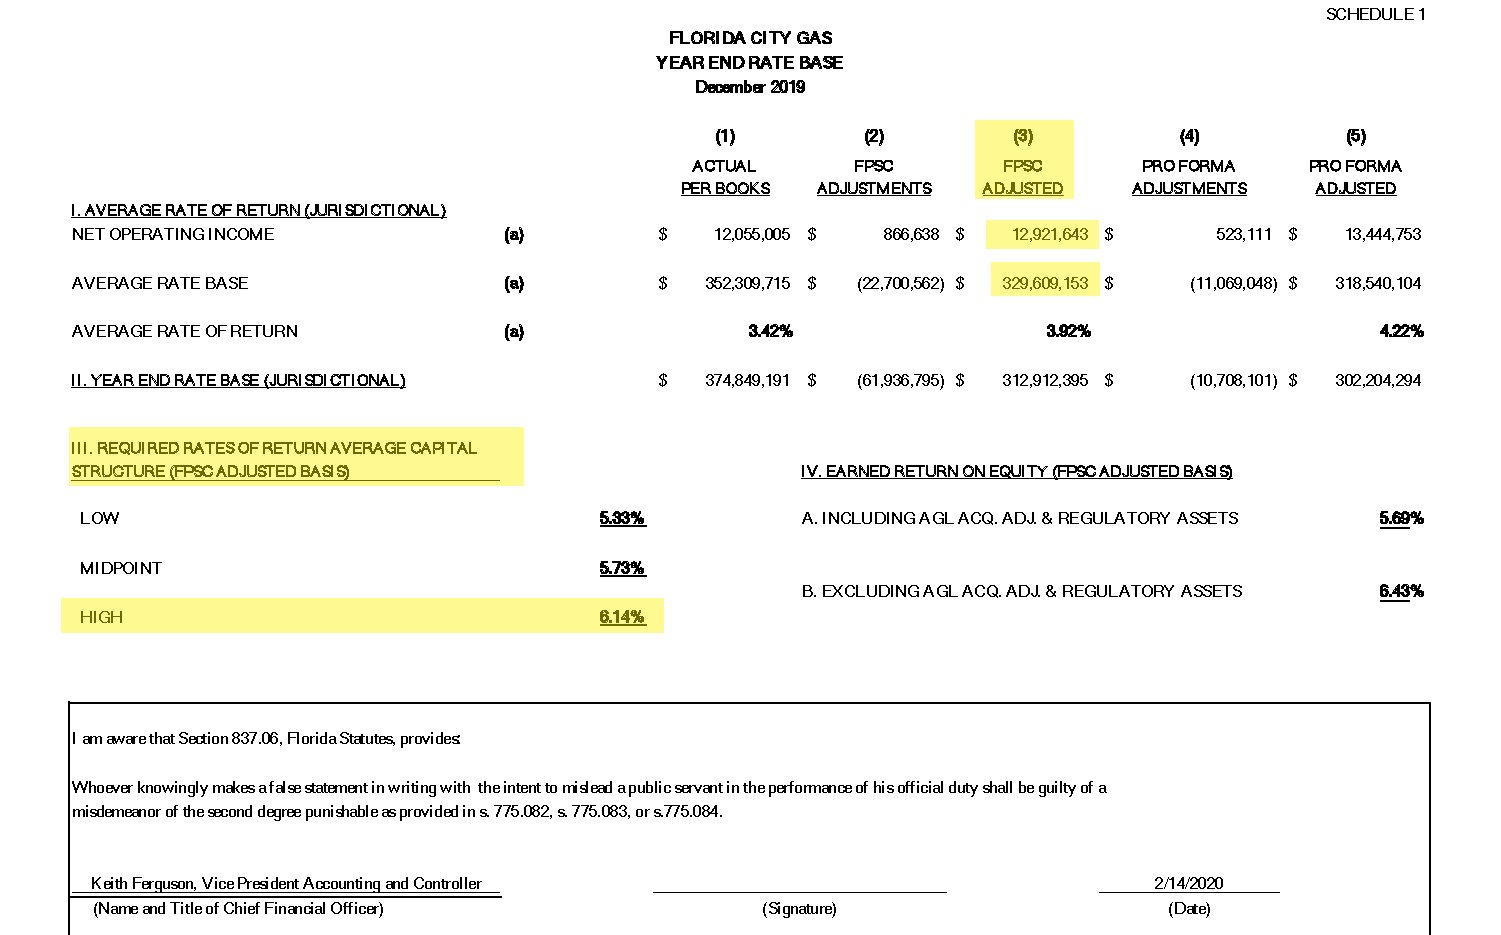 SCHEDULE 1
FLORIDA CITY GAS
YEAR END RATE BASE
December 2019
(1) (2) (3) (4) (5)
ACTUAL FPSC FPSC PRO FORMA PRO FORMA
PER BOOKS ADJUSTMENTS ADJUSTED ADJUSTMENTS ADJUSTED
I. AVERAGE RATE OF RETURN (JURISDICTIONAL)
NET OPERATING INCOME (a) $ 12,055,005 $ 866,638 $ 12,921,643 $ 523,111 $ 13,444,753
AVERAGE RATE BASE (a) $ 352,309,715 $ (22,700,562) $ 329,609,153 $ (11,069,048) $ 318,540,104
AVERAGE RATE OF RETURN (a) 3.42% 3.92% 4.22%
II. YEAR END RATE BASE (JURISDICTIONAL) $ 374,849,191 $ (61,936,795) $ 312,912,395 $ (10,708,101) $ 302,204,294
III. REQUIRED RATES OF RETURN AVERAGE CAPITAL
STRUCTURE (FPSC ADJUSTED BASIS) IV. EARNED RETURN ON EQUITY (FPSC ADJUSTED BASIS)
LOW 5.33% A. INCLUDING AGL ACQ. ADJ. & REGULATORY ASSETS 5.69%
MIDPOINT 5.73%
B. EXCLUDING AGL ACQ. ADJ. & REGULATORY ASSETS 6.43%
HIGH 6.14%
I am aware that Section 837.06, Florida Statutes, provides:
Whoever knowingly makes a false statement in writing with the intent to mislead a public servant in the performance of his official duty shall be guilty of a
misdemeanor of the second degree punishable as provided in s. 775.082, s. 775.083, or s.775.084.
Keith Ferguson, Vice President Accounting and Controller 2/14/2020
(Name and Title of Chief Financial Officer) (Signature) (Date)